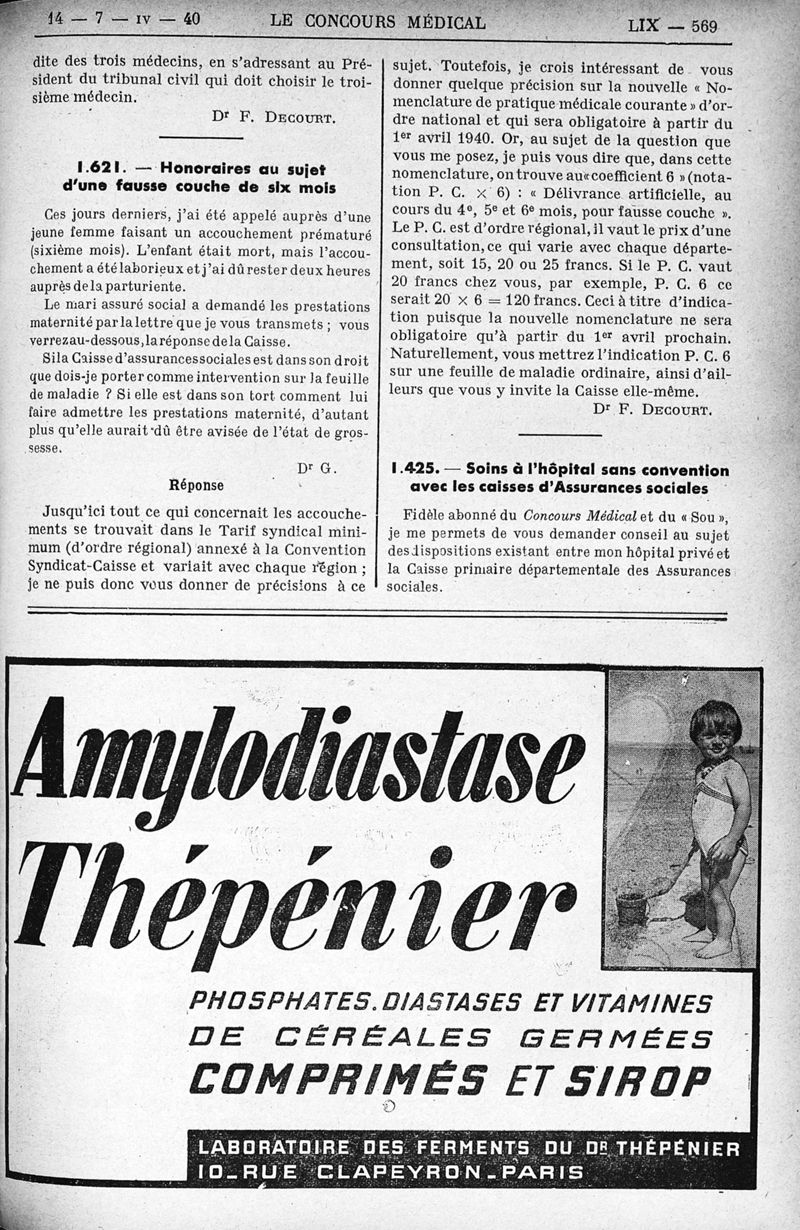 14 — 7 — IV — 40
LE CONCOURS MÉDICAL
LIX — 569
dite des trois médecins, en s'adressant au Pré-
sident du tribunal civil qui doit choisir le troi-
sième médecin.
Dr F. DECOURT.
1.621. — Honoraires au sujet
d'une fausse couche de six mois
Ces jours derniers, j'ai été appelé auprès d'une
jeune femme faisant un accouchement prématuré
(sixième mois). L'enfant était mort, mais l'accou-
chement a été laborieux et j'ai dû rester deux heures
auprès de la parturiente.
Le mari assuré social a demandé les prestations
maternité par la lettre que je vous transmets ; vous
verrez au-dessous, la réponse de la Caisse.
Si la Caisse d'assurances sociales est dans son droit
que dois-je porter comme intervention sur la feuille
de maladie ? Si elle est dans son tort comment lui
faire admettre les prestations maternité, d'autant
plus qu'elle aurait dû être avisée de l'état de gros-
sesse.
Dr G.
Réponse
Jusqu'ici tout ce qui concernait les accouche-
ments se trouvait dans le Tarif syndical mini-
mum (d'ordre régional) annexé à la Convention
Syndicat-Caisse et variait avec chaque région ;
je ne puis donc vous donner de précisions à ce
sujet. Toutefois, je crois intéressant de vous
donner quelque précision sur la nouvelle « No-
menclature de pratique médicale courante » d'or-
dre national et qui sera obligatoire à partir du
1er avril 1940. Or, au sujet de la question que
vous me posez, je puis vous dire que, dans cette
nomenclature, on trouve au « coefficient 6 » (nota-
tion P. C. × 6) : « Délivrance artificielle, au
cours du 4e, 5e et 6e mois, pour fausse couche ».
Le P. C. est d'ordre régional, il vaut le prix d'une
consultation, ce qui varie avec chaque départe-
ment, soit 15, 20 ou 25 francs. Si le P. C. vaut
20 francs chez vous, par exemple, P. C. 6 ce
serait 20 × 6 = 120 francs. Ceci à titre d'indica-
tion puisque la nouvelle nomenclature ne sera
obligatoire qu'à partir du 1er avril prochain.
Naturellement, vous mettrez l'indication P. C. 6
sur une feuille de maladie ordinaire, ainsi d'ail-
leurs que vous y invite la Caisse elle-même.
Dr F. DECOURT.
1.425. — Soins à l'hôpital sans convention
avec les caisses d'Assurances sociales
Fidèle abonné du Concours Médical et du « Sou »,
je me permets de vous demander conseil au sujet
des dispositions existant entre mon hôpital privé et
la Caisse primaire départementale des Assurances
sociales.
Amylodiastase
Thépénier
PHOSPHATES. DIASTASES ET VITAMINES
DE CÉRÉALES GERMÉES
COMPRIMÉS ET SIROP
LABORATOIRE DES FERMENTS DU DR THÉPÉNIER
10_RUE CLAPEYRON_PARIS